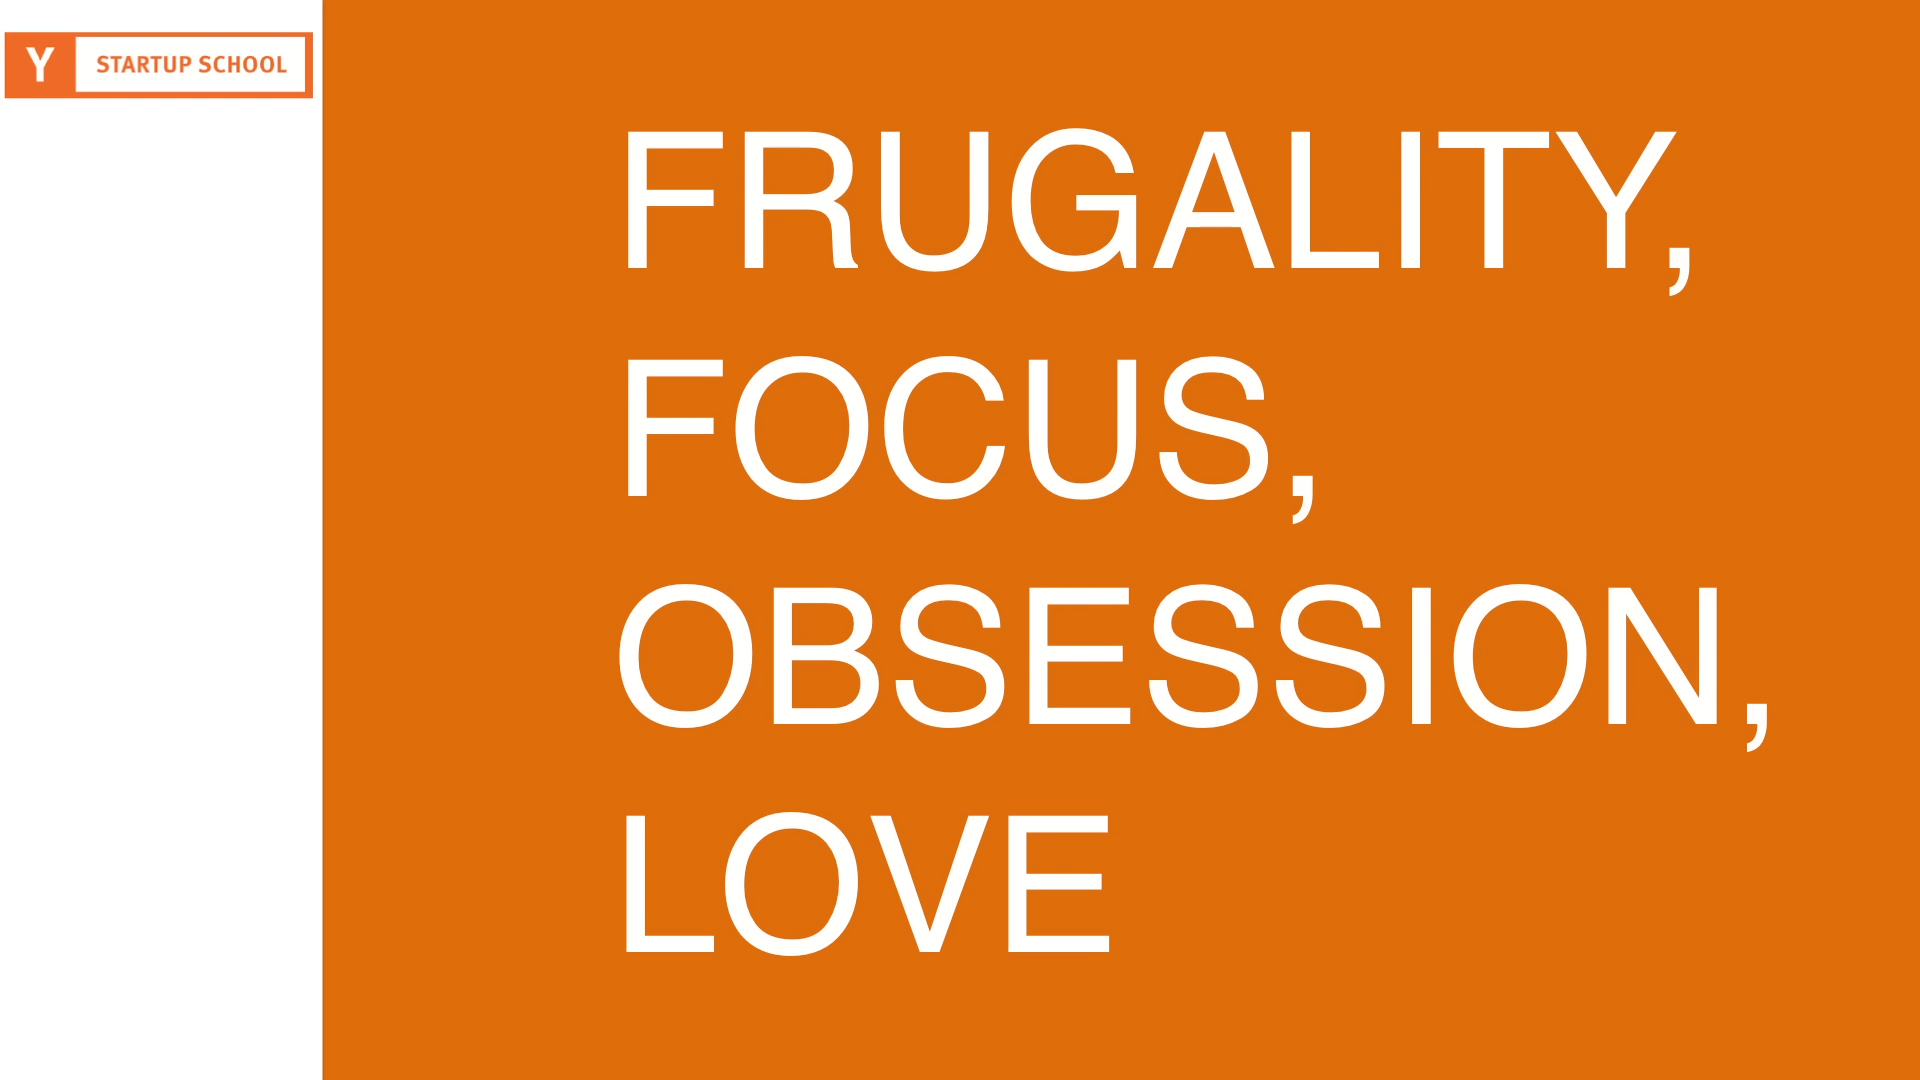 Y STARTUP SCHOOL
FRUGALITY,
FOCUS,
OBSESSION,
LOVE